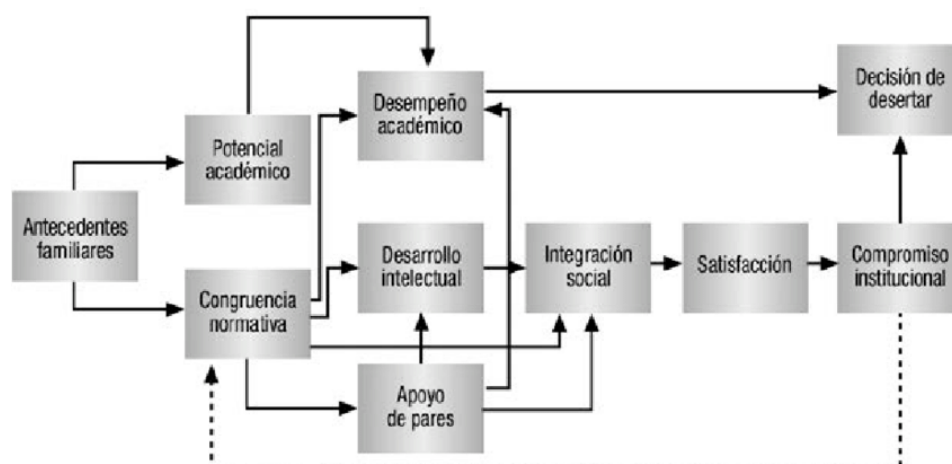 Desempeño
académico
Decisión de
desertar
Potencial
académico
Antecedentes
familiares
Desarrollo
intelectual
Integración
social
Satisfacción
Compromiso
institucional
Congruencia
normativa
Apoyo
de pares